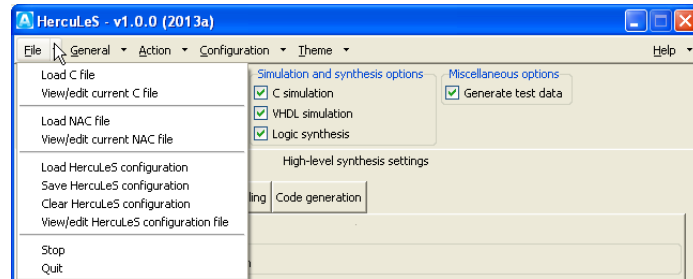 HercuLeS - v1.0.0 (2013a)
File General Action Configuration Theme Help
Load C file
View/edit current C file
Load NAC file
View/edit current NAC file
Load HercuLeS configuration
Save HercuLeS configuration
Clear HercuLeS configuration
View/edit HercuLeS configuration file
Stop
Quit
Simulation and synthesis options
C simulation
VHDL simulation
Logic synthesis
Miscellaneous options
Generate test data
High-level synthesis settings
Code generation